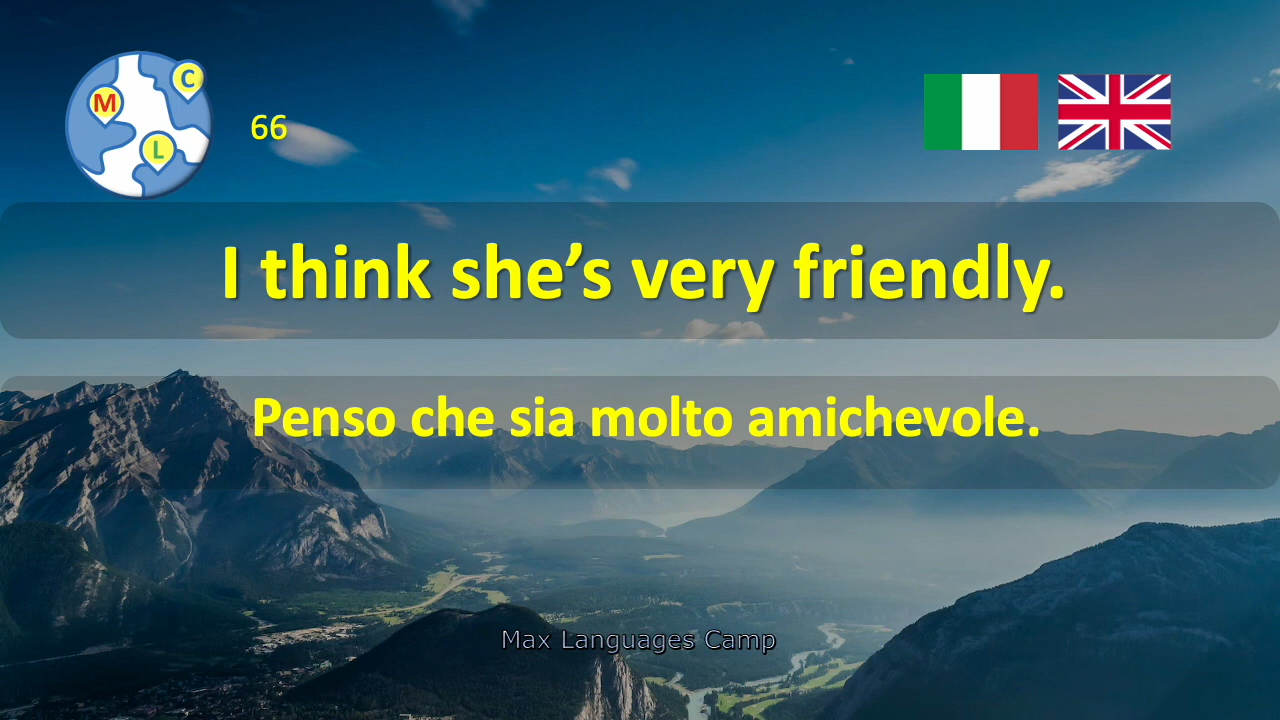 M
C
L
66
I think she’s very friendly.
Penso che sia molto amichevole.
Max Languages Camp